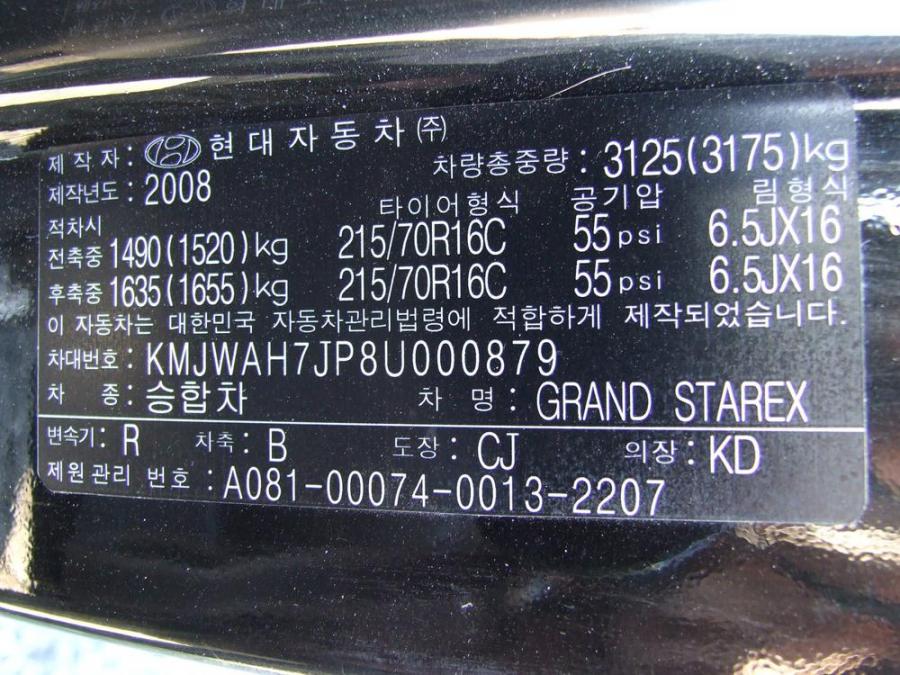 제작자: 현대자동차(주)
차량총중량: 3125(3175)kg
제작년도: 2008
타이어형식 공기압 림형식
적차시
전축중 1490(1520)kg 215/70R16C 55psi 6.5JX16
후축중 1635(1655)kg 215/70R16C 55psi 6.5JX16
이 자동차는 대한민국 자동차관리법령에 적합하게 제작되었습니다.
차대번호: KMJWAH7JP8U000879
차 종: 승합차 차 명: GRAND STAREX
변속기: R 차축: B 도장: CJ 의장: KD
제원관리 번호: A081-00074-0013-2207